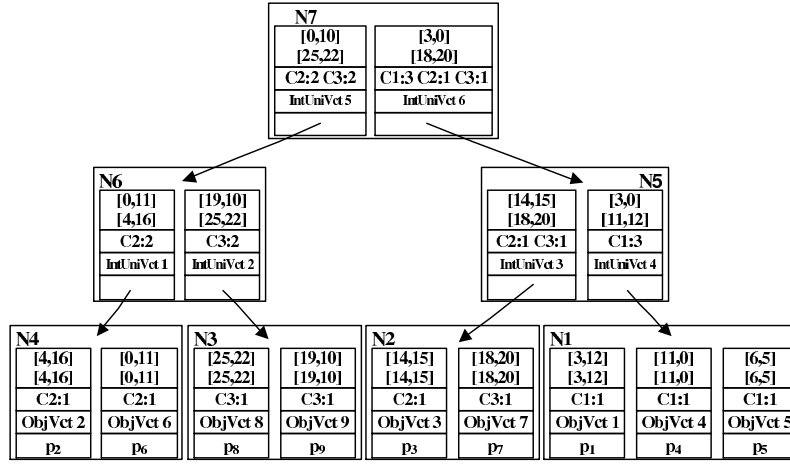 N7
[0,10] [3,0]
[25,22] [18,20]
C2:2 C3:2 C1:3 C2:1 C3:1
IntUniVct 5 IntUniVct 6
N6 N5
[0,11] [19,10] [14,15] [3,0]
[4,16] [25,22] [18,20] [11,12]
C2:2 C3:2 C2:1 C3:1 C1:3
IntUniVct 1 IntUniVct 2 IntUniVct 3 IntUniVct 4
N4 N3 N2 N1
[4,16] [0,11] [25,22] [19,10] [14,15] [18,20] [3,12] [11,0] [6,5]
[4,16] [0,11] [25,22] [19,10] [14,15] [18,20] [3,12] [11,0] [6,5]
C2:1 C2:1 C3:1 C3:1 C2:1 C3:1 C1:1 C1:1 C1:1
ObjVct 2 ObjVct 6 ObjVct 8 ObjVct 9 ObjVct 3 ObjVct 7 ObjVct 1 ObjVct 4 ObjVct 5
p2 p6 p8 p9 p3 p7 p1 p4 p5